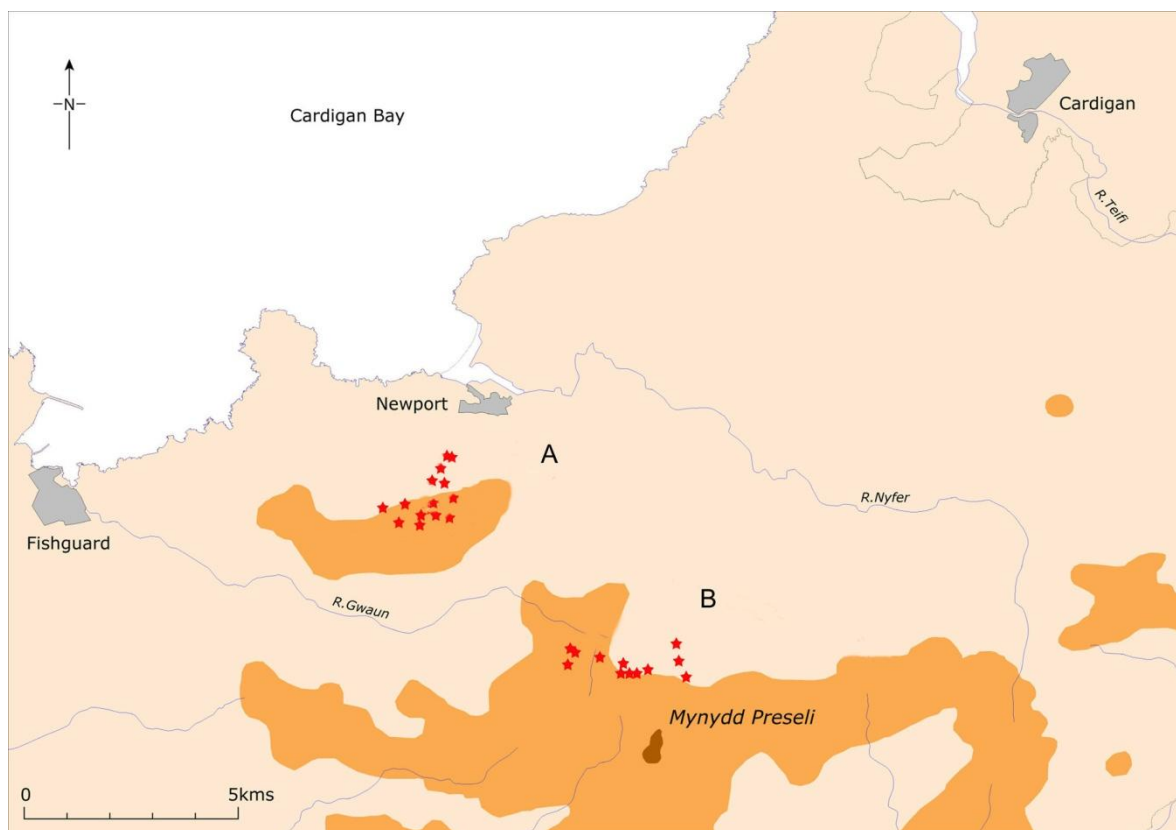 -N-
Cardigan Bay
Cardigan
R.Teifi
Newport
A
R.Nyfer
Fishguard
R.Gwaun
B
Mynydd Preseli
0 5kms